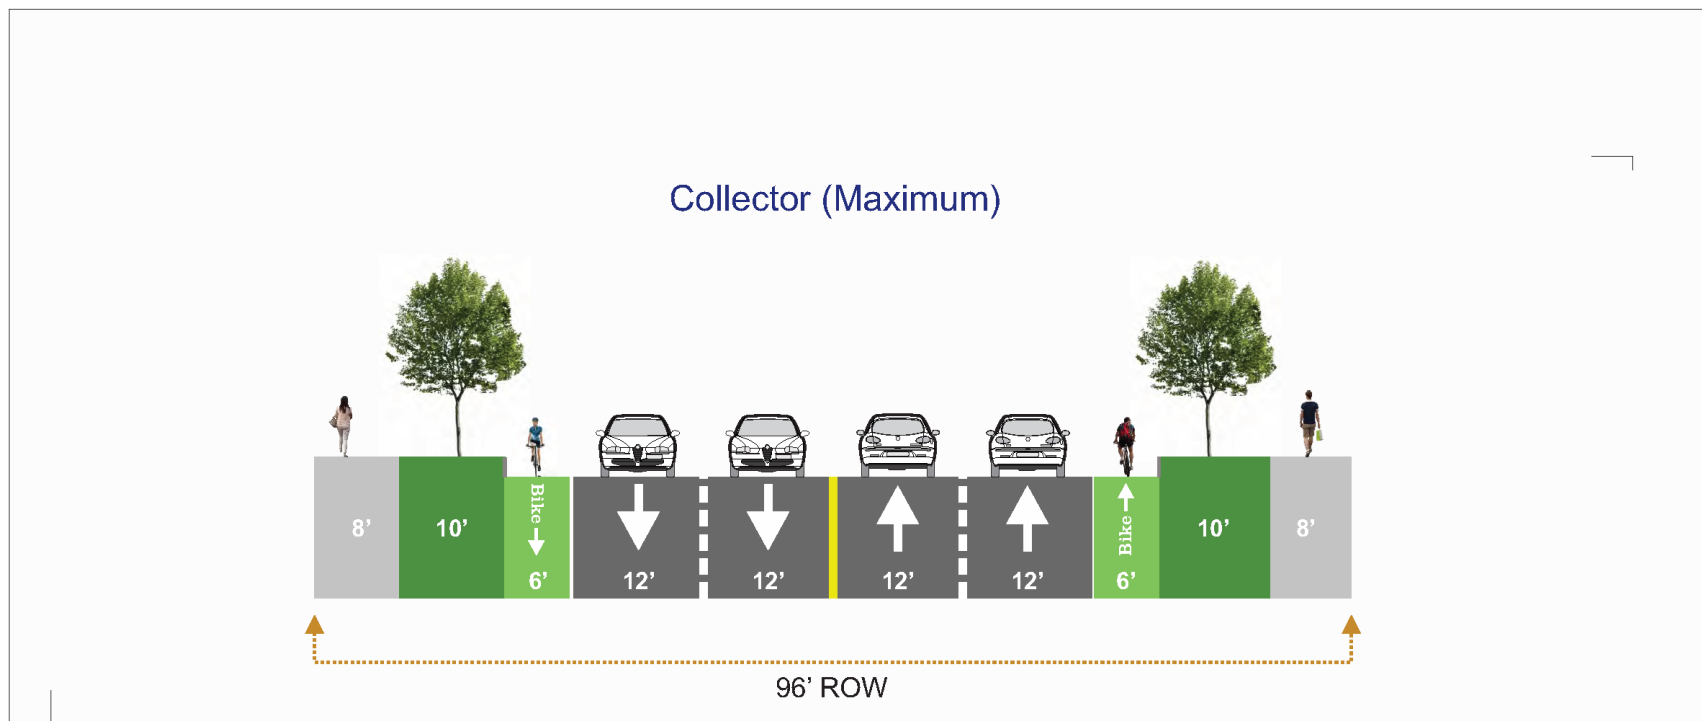 Collector (Maximum)
Bike
Bike
8’ 10’ 10’ 8’
6’ 12’ 12’ 12’ 12’ 6’
96’ ROW